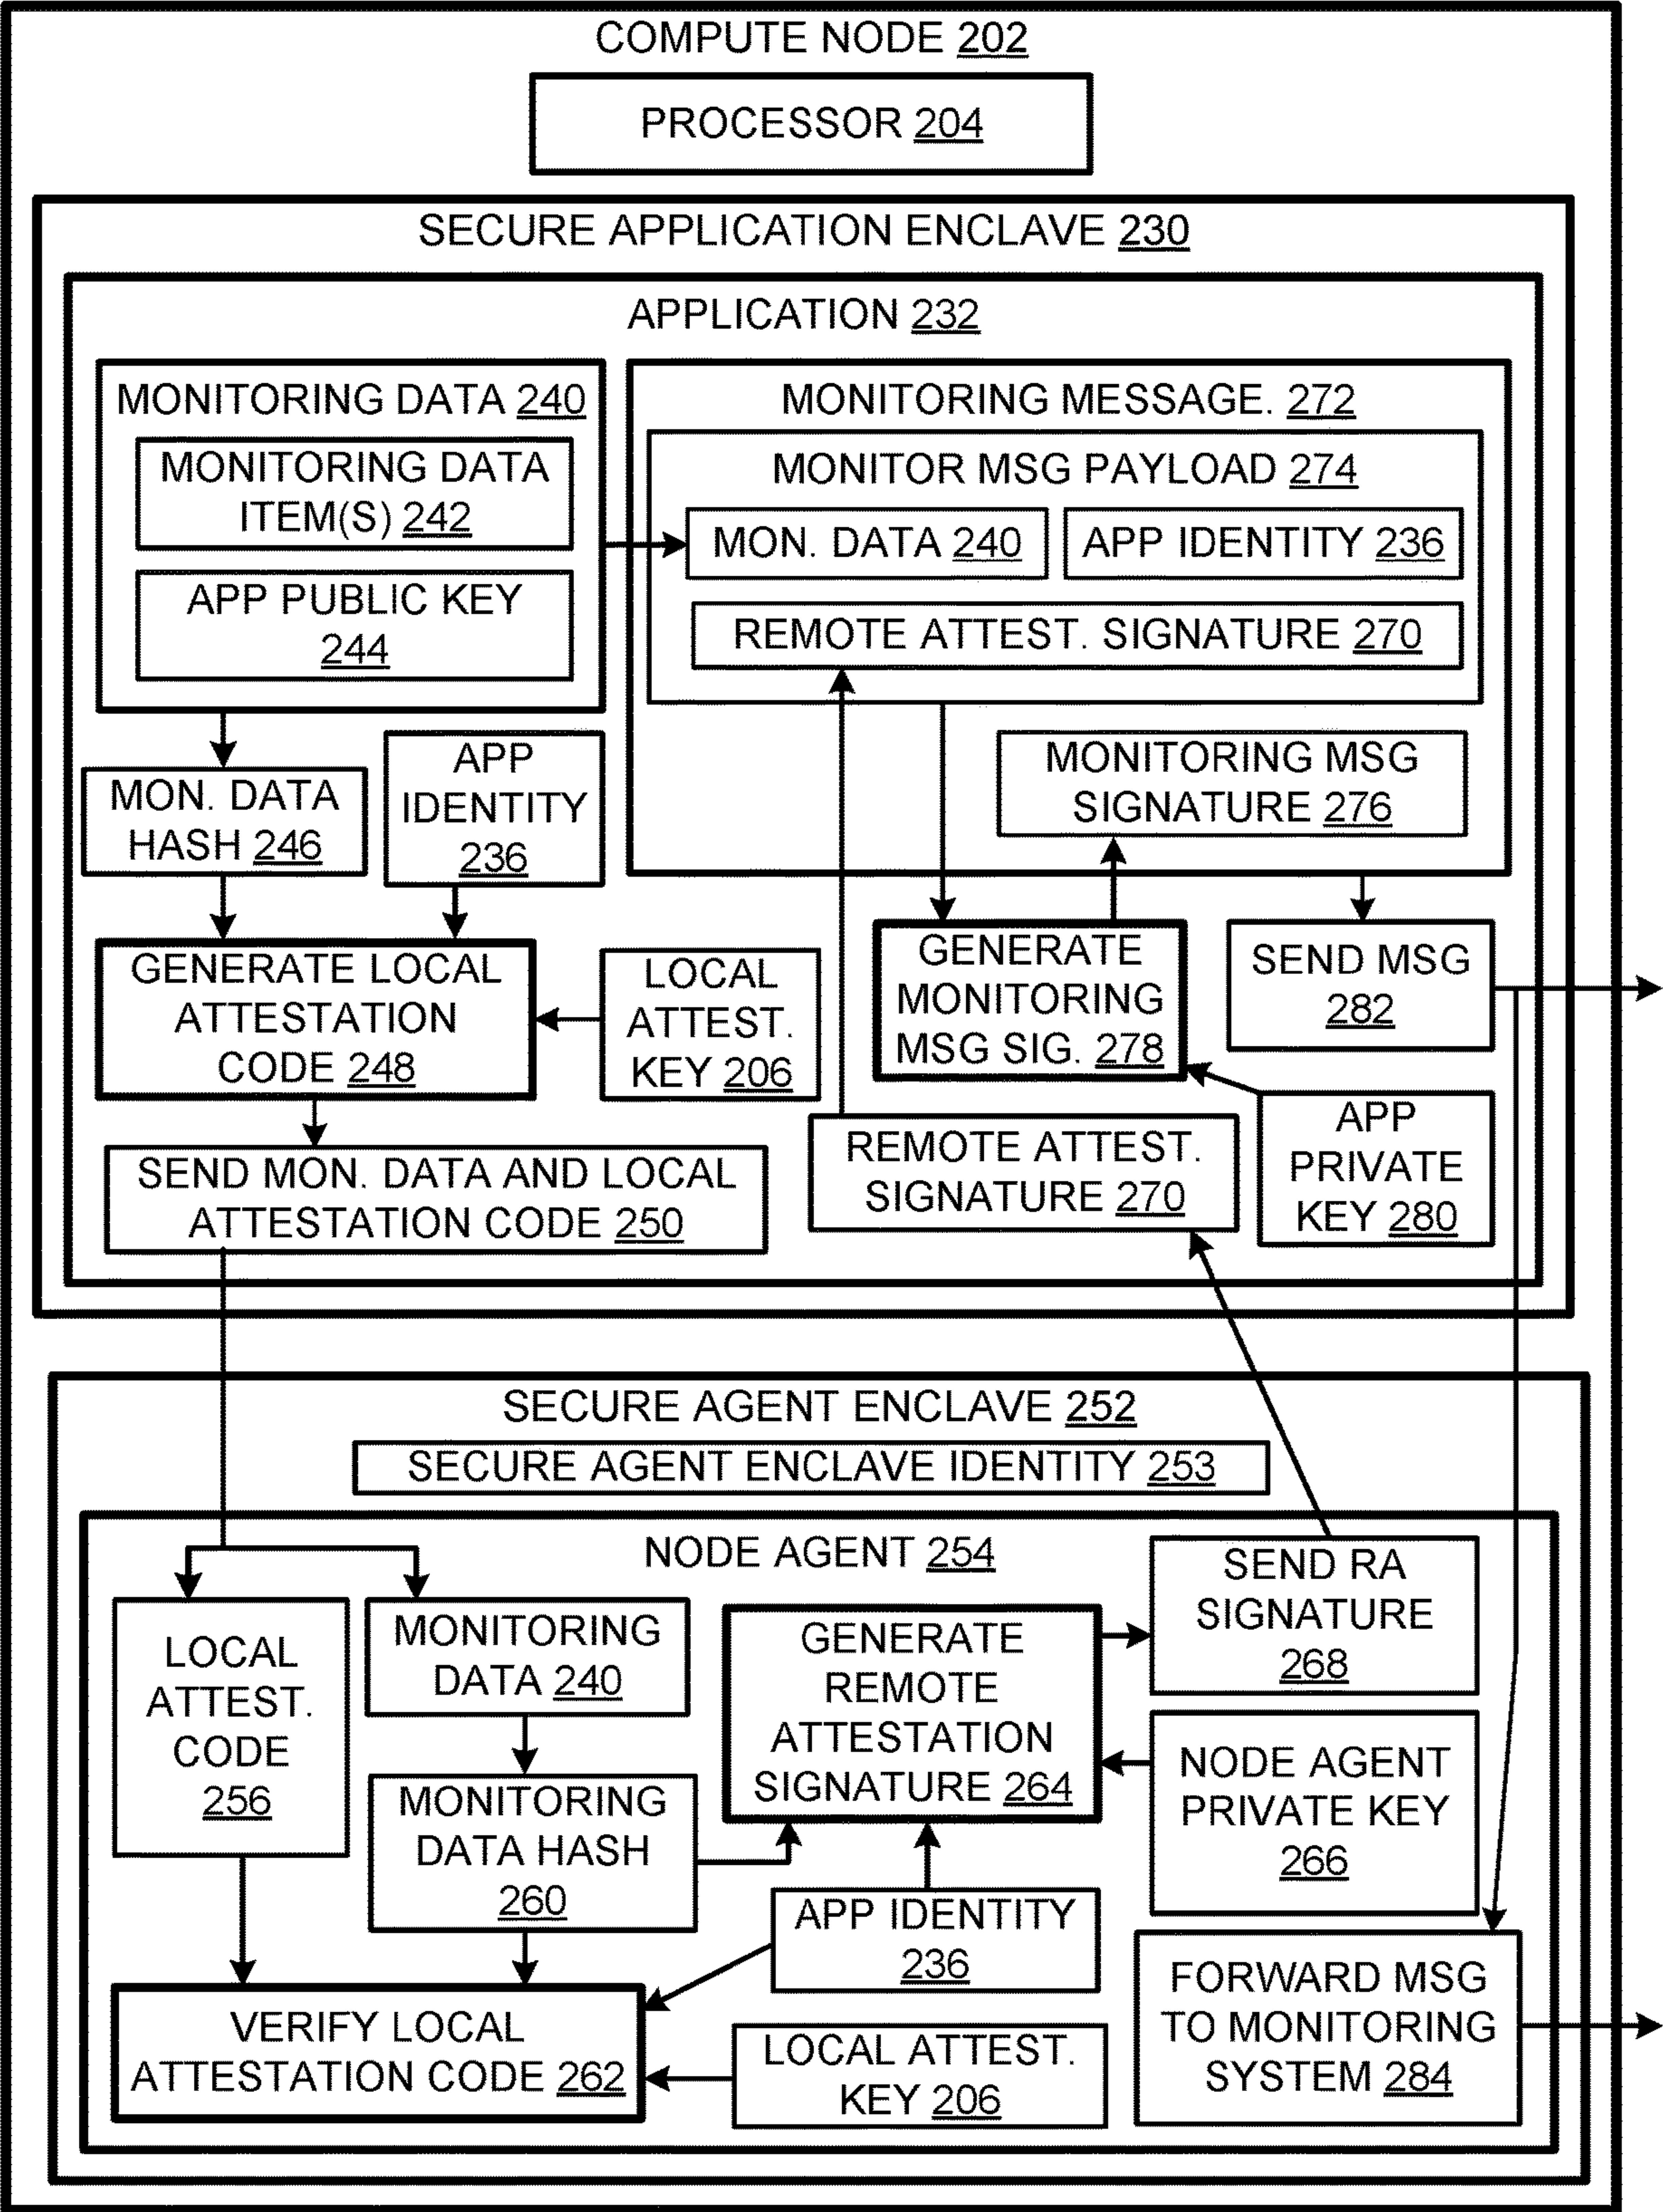 COMPUTE NODE 202
PROCESSOR 204
SECURE APPLICATION ENCLAVE 230
APPLICATION 232
MONITORING DATA 240
MONITORING DATA
ITEM(S) 242
APP PUBLIC KEY
244
MONITORING MESSAGE. 272
MONITOR MSG PAYLOAD 274
MON. DATA 240
APP IDENTITY 236
REMOTE ATTEST. SIGNATURE 270
MONITORING MSG
SIGNATURE 276
MON. DATA
HASH 246
APP
IDENTITY
236
GENERATE LOCAL
ATTESTATION
CODE 248
LOCAL
ATTEST.
KEY 206
GENERATE
MONITORING
MSG SIG. 278
SEND MSG
282
APP
PRIVATE
KEY 280
REMOTE ATTEST.
SIGNATURE 270
SEND MON. DATA AND LOCAL
ATTESTATION CODE 250
SECURE AGENT ENCLAVE 252
SECURE AGENT ENCLAVE IDENTITY 253
NODE AGENT 254
LOCAL
ATTEST.
CODE
256
MONITORING
DATA 240
MONITORING
DATA HASH
260
GENERATE
REMOTE
ATTESTATION
SIGNATURE 264
SEND RA
SIGNATURE
268
NODE AGENT
PRIVATE KEY
266
APP IDENTITY
236
VERIFY LOCAL
ATTESTATION CODE 262
LOCAL ATTEST.
KEY 206
FORWARD MSG
TO MONITORING
SYSTEM 284